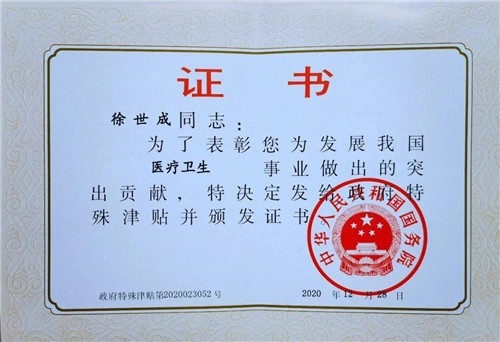 证书
徐世成同志:
为了表彰您为发展我国
医疗卫生 事业做出的突
出贡献,特决定发给政府特
殊津贴并颁发证书
中华人民共和国国务院
政府特殊津贴第2020023052号
2020 年 12 月 28 日